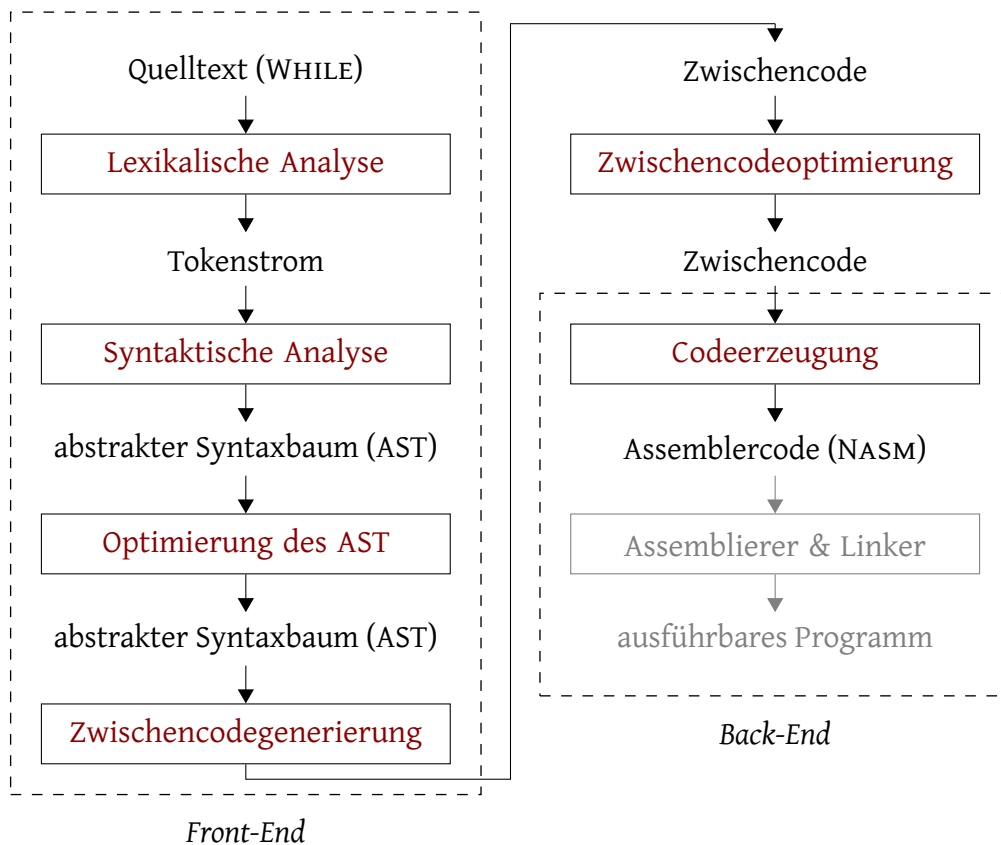 Quelltext (WHILE)
Lexikalische Analyse
Tokenstrom
Syntaktische Analyse
abstrakter Syntaxbaum (AST)
Optimierung des AST
abstrakter Syntaxbaum (AST)
Zwischencodegenerierung
Front-End
Zwischencode
Zwischencodeoptimierung
Zwischencode
Codeerzeugung
Assemblercode (NASM)
Assemblierer & Linker
ausführbares Programm
Back-End